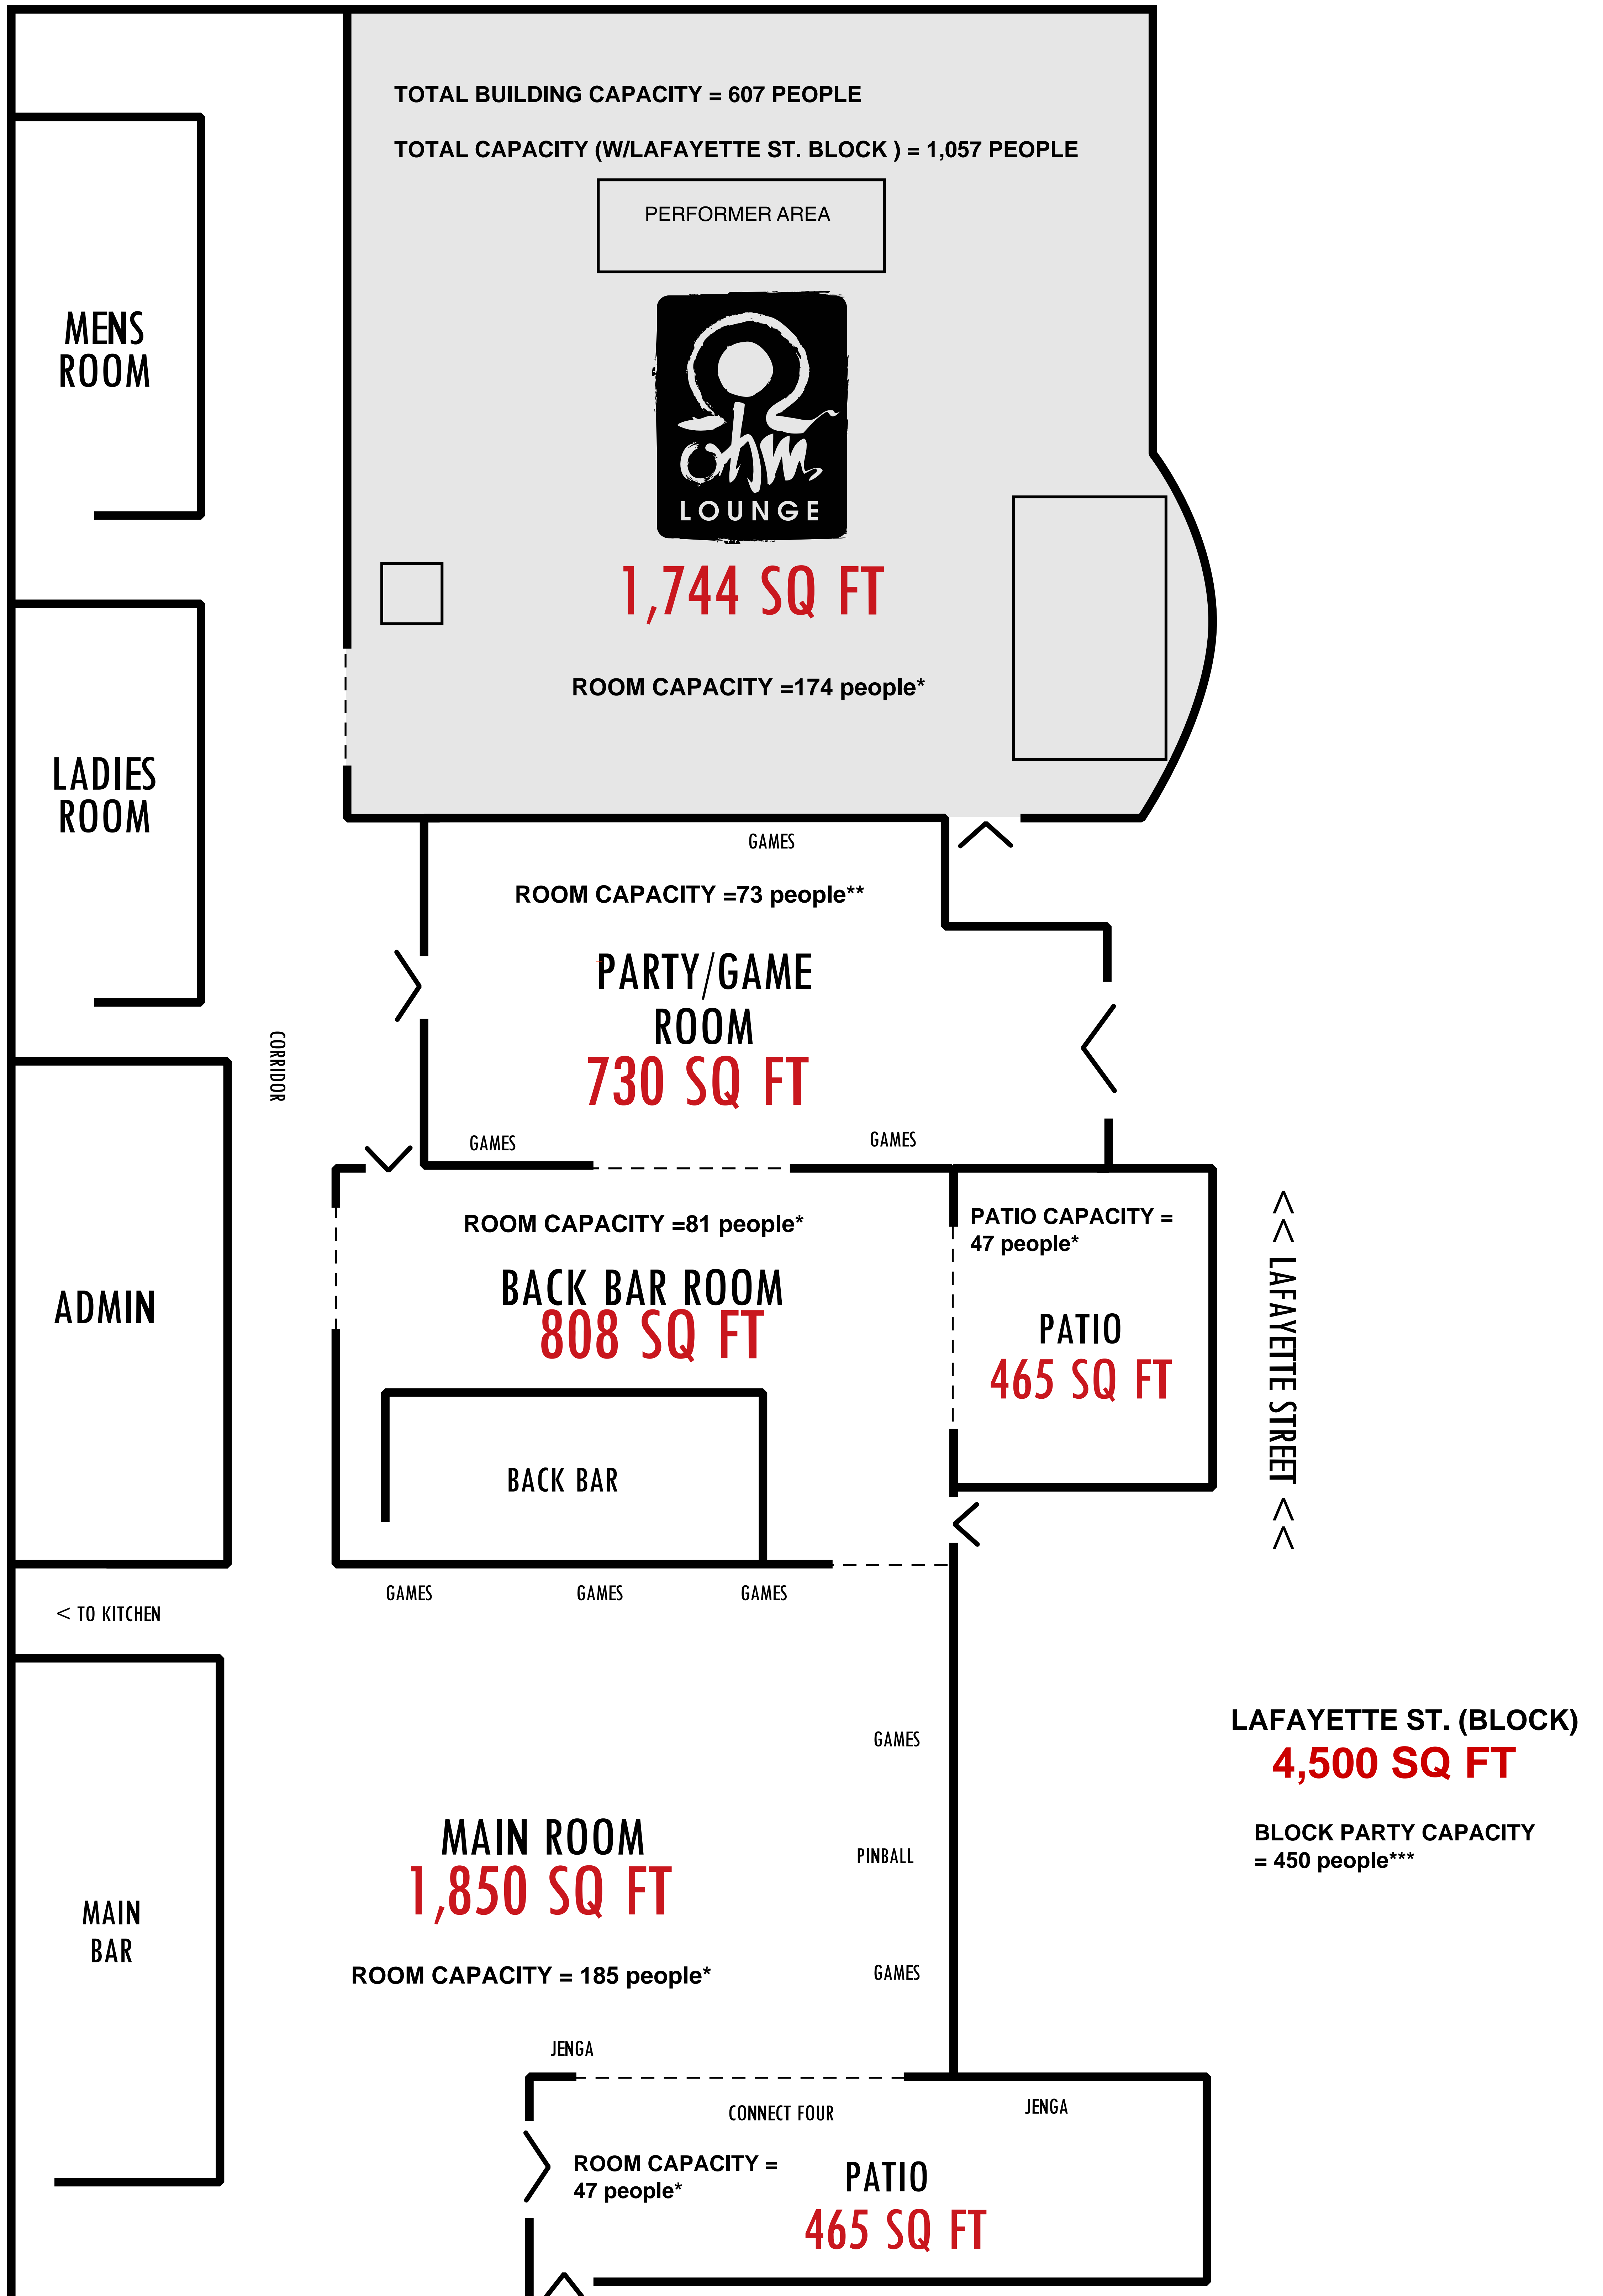 TOTAL BUILDING CAPACITY = 607 PEOPLE
TOTAL CAPACITY (W/LAFAYETTE ST. BLOCK ) = 1,057 PEOPLE
PERFORMER AREA
ohm
LOUNGE
1,744 SQ FT
ROOM CAPACITY =174 people*
MENS
ROOM
LADIES
ROOM
GAMES
ROOM CAPACITY =73 people**
PARTY/GAME
ROOM
730 SQ FT
CORRIDOR
GAMES
GAMES
ROOM CAPACITY =81 people*
BACK BAR ROOM
808 SQ FT
BACK BAR
PATIO CAPACITY =
47 people*
PATIO
465 SQ FT
<< LAFAYETTE STREET <<
ADMIN
GAMES
GAMES
GAMES
< TO KITCHEN
GAMES
LAFAYETTE ST. (BLOCK)
4,500 SQ FT
BLOCK PARTY CAPACITY
= 450 people***
MAIN ROOM
1,850 SQ FT
PINBALL
MAIN
BAR
ROOM CAPACITY = 185 people*
GAMES
JENGA
CONNECT FOUR
JENGA
ROOM CAPACITY =
47 people*
PATIO
465 SQ FT